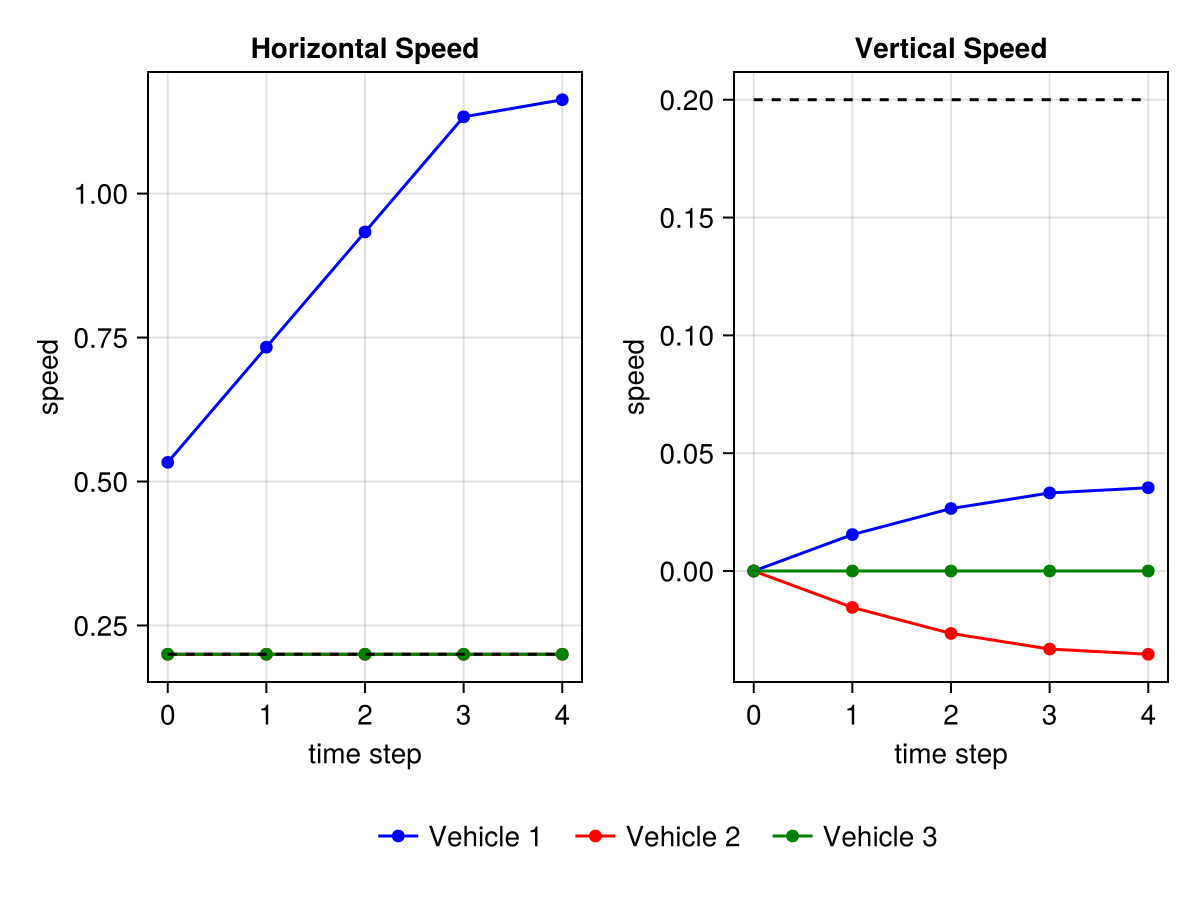 Horizontal Speed
1.00
0.75
0.50
0.25
speed
0 1 2 3 4
time step
Vertical Speed
0.20
0.15
0.10
0.05
0.00
speed
0 1 2 3 4
time step
Vehicle 1 Vehicle 2 Vehicle 3